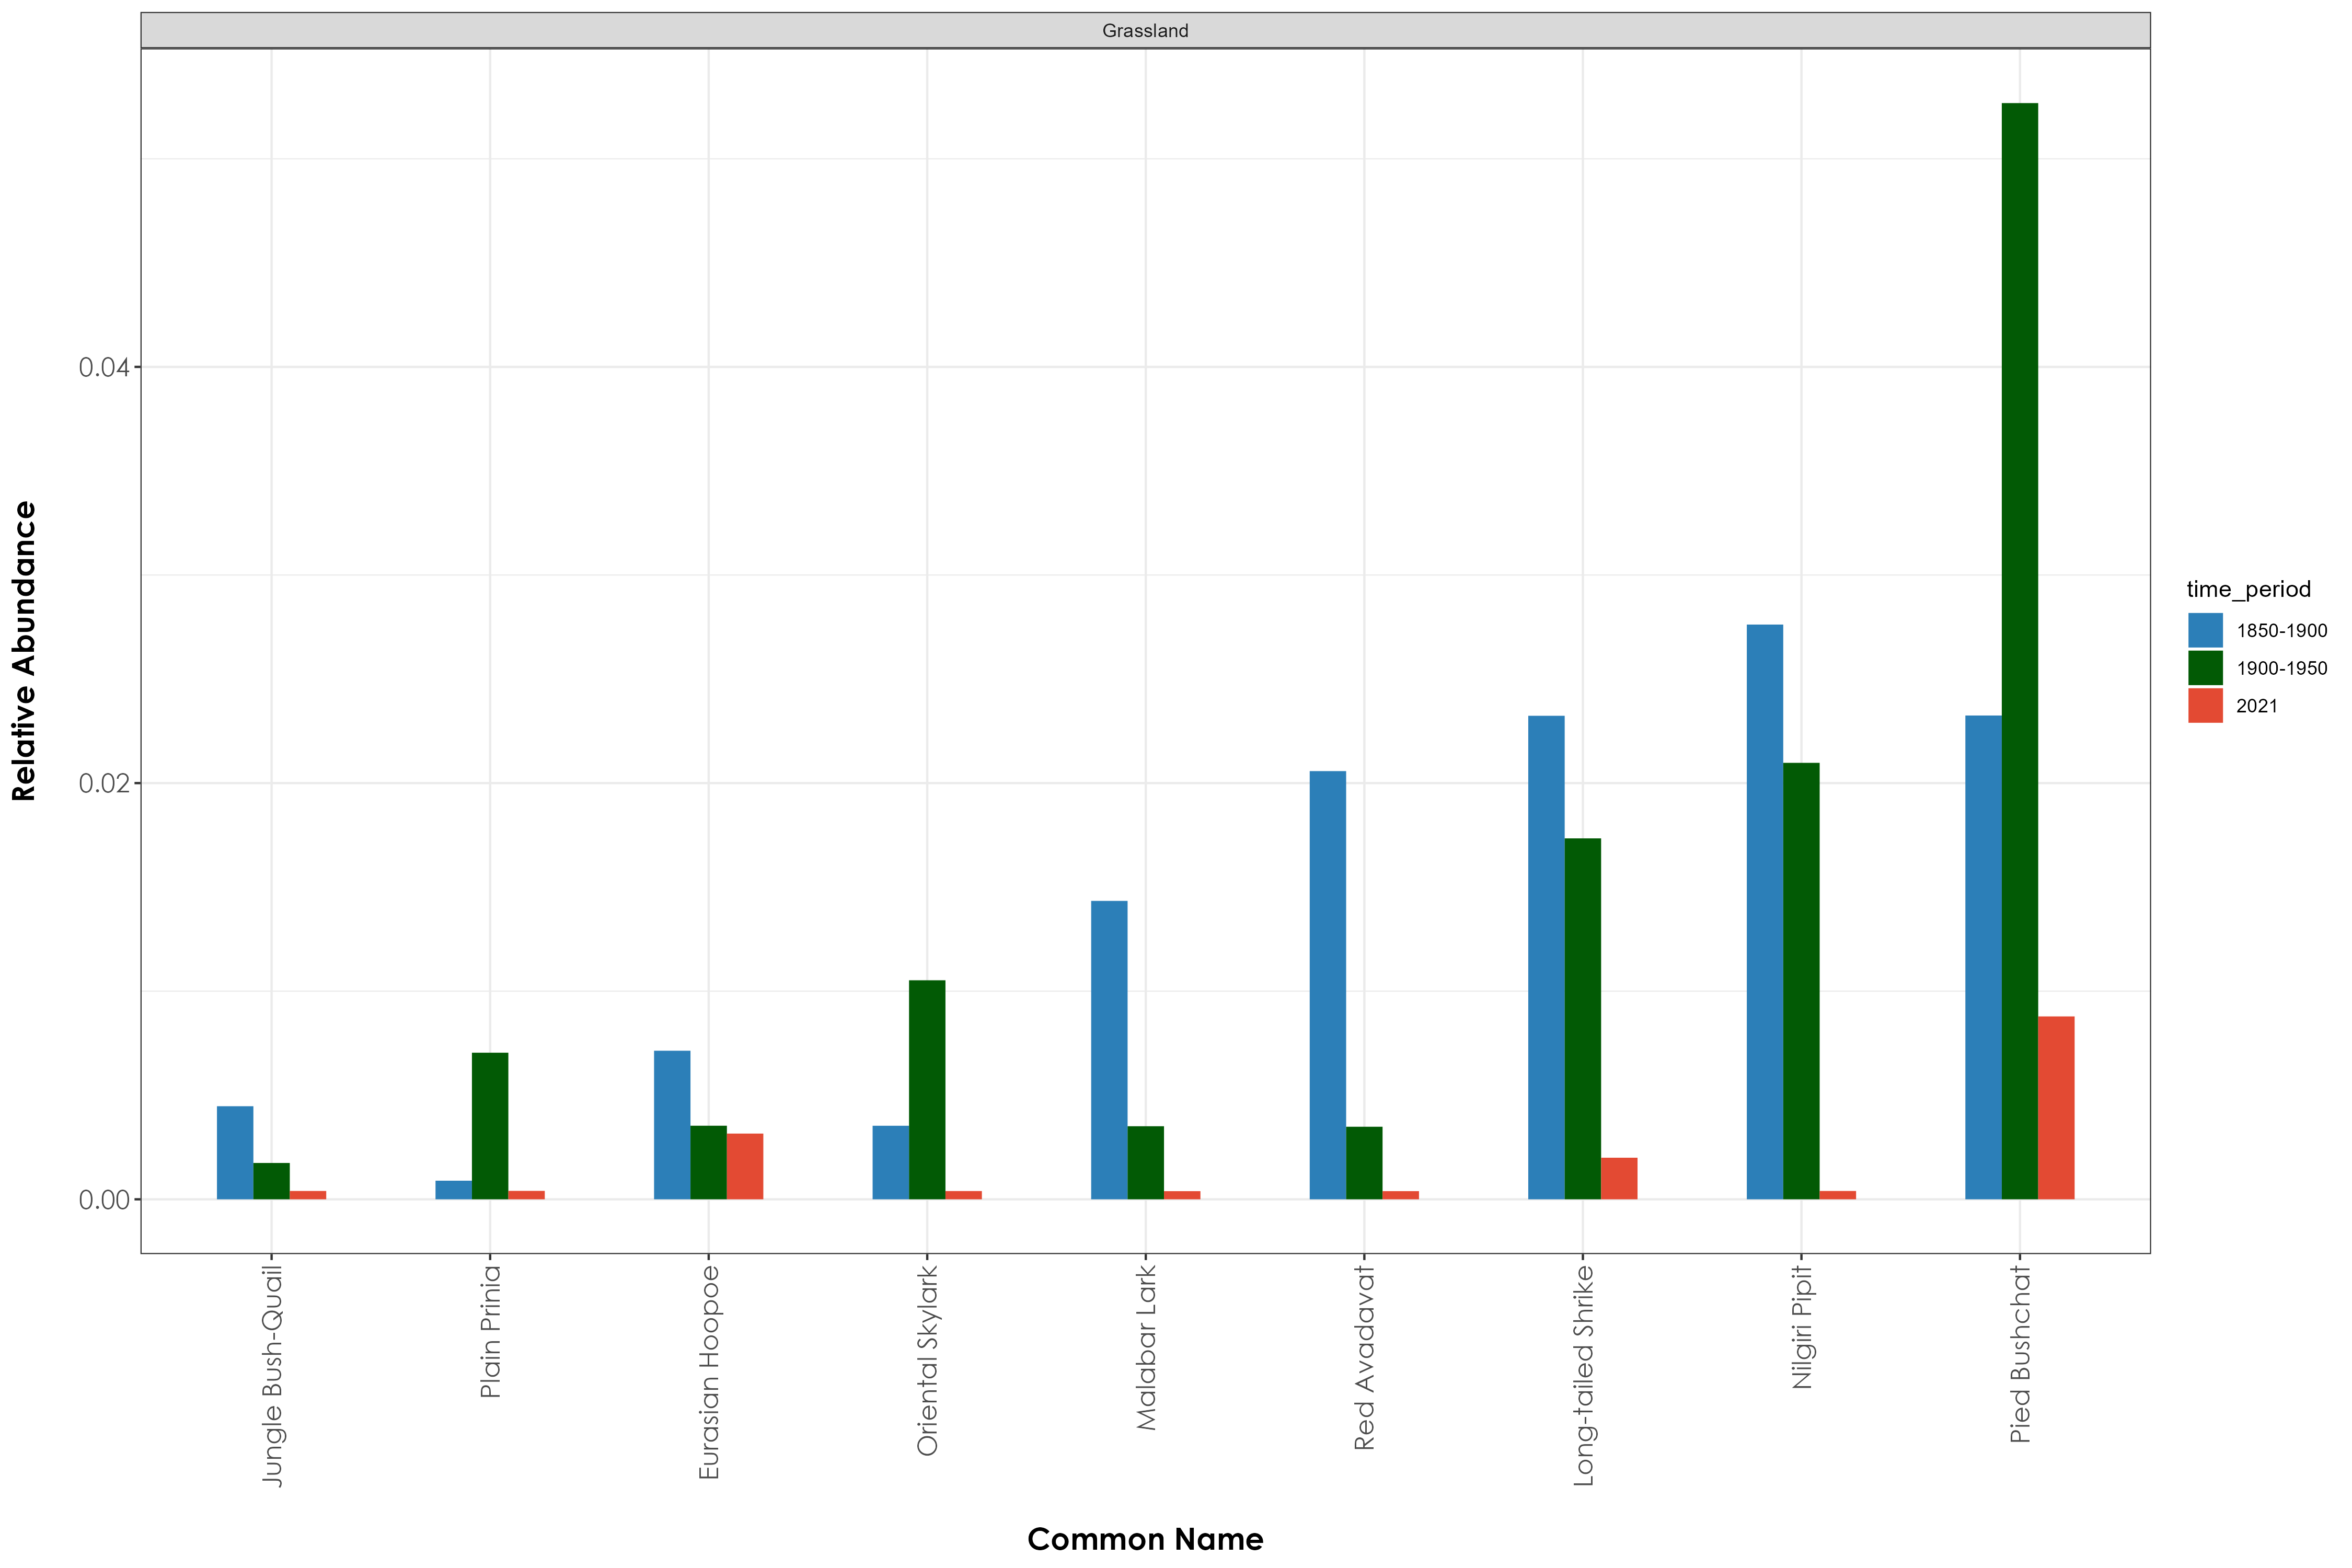 Grassland
Relative Abundance
0.04
0.02
0.00
Jungle Bush-Quail
Plain Prinia
Eurasian Hoopoe
Oriental Skylark
Malabar Lark
Red Avadavat
Long-tailed Shrike
Nilgiri Pipit
Pied Bushchat
Common Name
time_period
1850-1900
1900-1950
2021